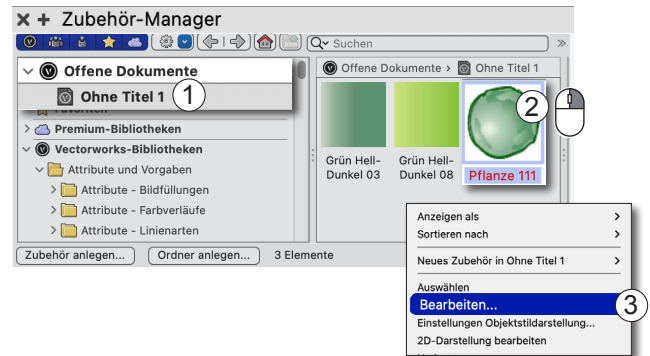 Zubehör-Manager
Suchen
Offene Dokumente
Ohne Titel 1
1
Favoriten
Premium-Bibliotheken
Vectorworks-Bibliotheken
Attribute und Vorgaben
Attribute - Bildfüllungen
Attribute - Farbverläufe
Attribute - Linienarten
Offene Dokumente › Ohne Titel 1
2
Grün Hell-
Dunkel 03
Grün Hell-
Dunkel 08
Pflanze 111
Zubehör anlegen...
Ordner anlegen...
3 Elemente
Anzeigen als
Sortieren nach
Neues Zubehör in Ohne Titel 1
Auswählen
Bearbeiten...
3
Einstellungen Objektstildarstellung...
2D-Darstellung bearbeiten